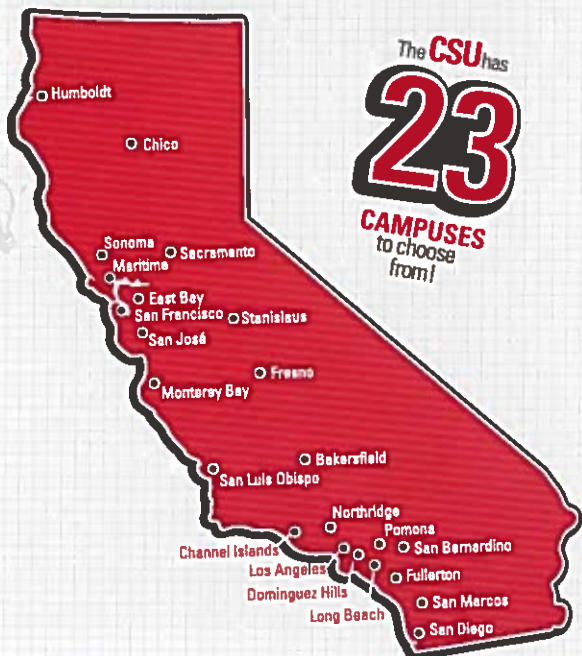 The CSU has
23
CAMPUSES
to choose
from!
Humboldt
Chico
Sonoma
Sacramento
Maritime
East Bay
San Francisco
Stanislaus
San José
Fresno
Monterey Bay
Bakersfield
San Luis Obispo
Northridge
Pomona
Channel Islands
San Bernardino
Los Angeles
Fullerton
Dominguez Hills
San Marcos
Long Beach
San Diego